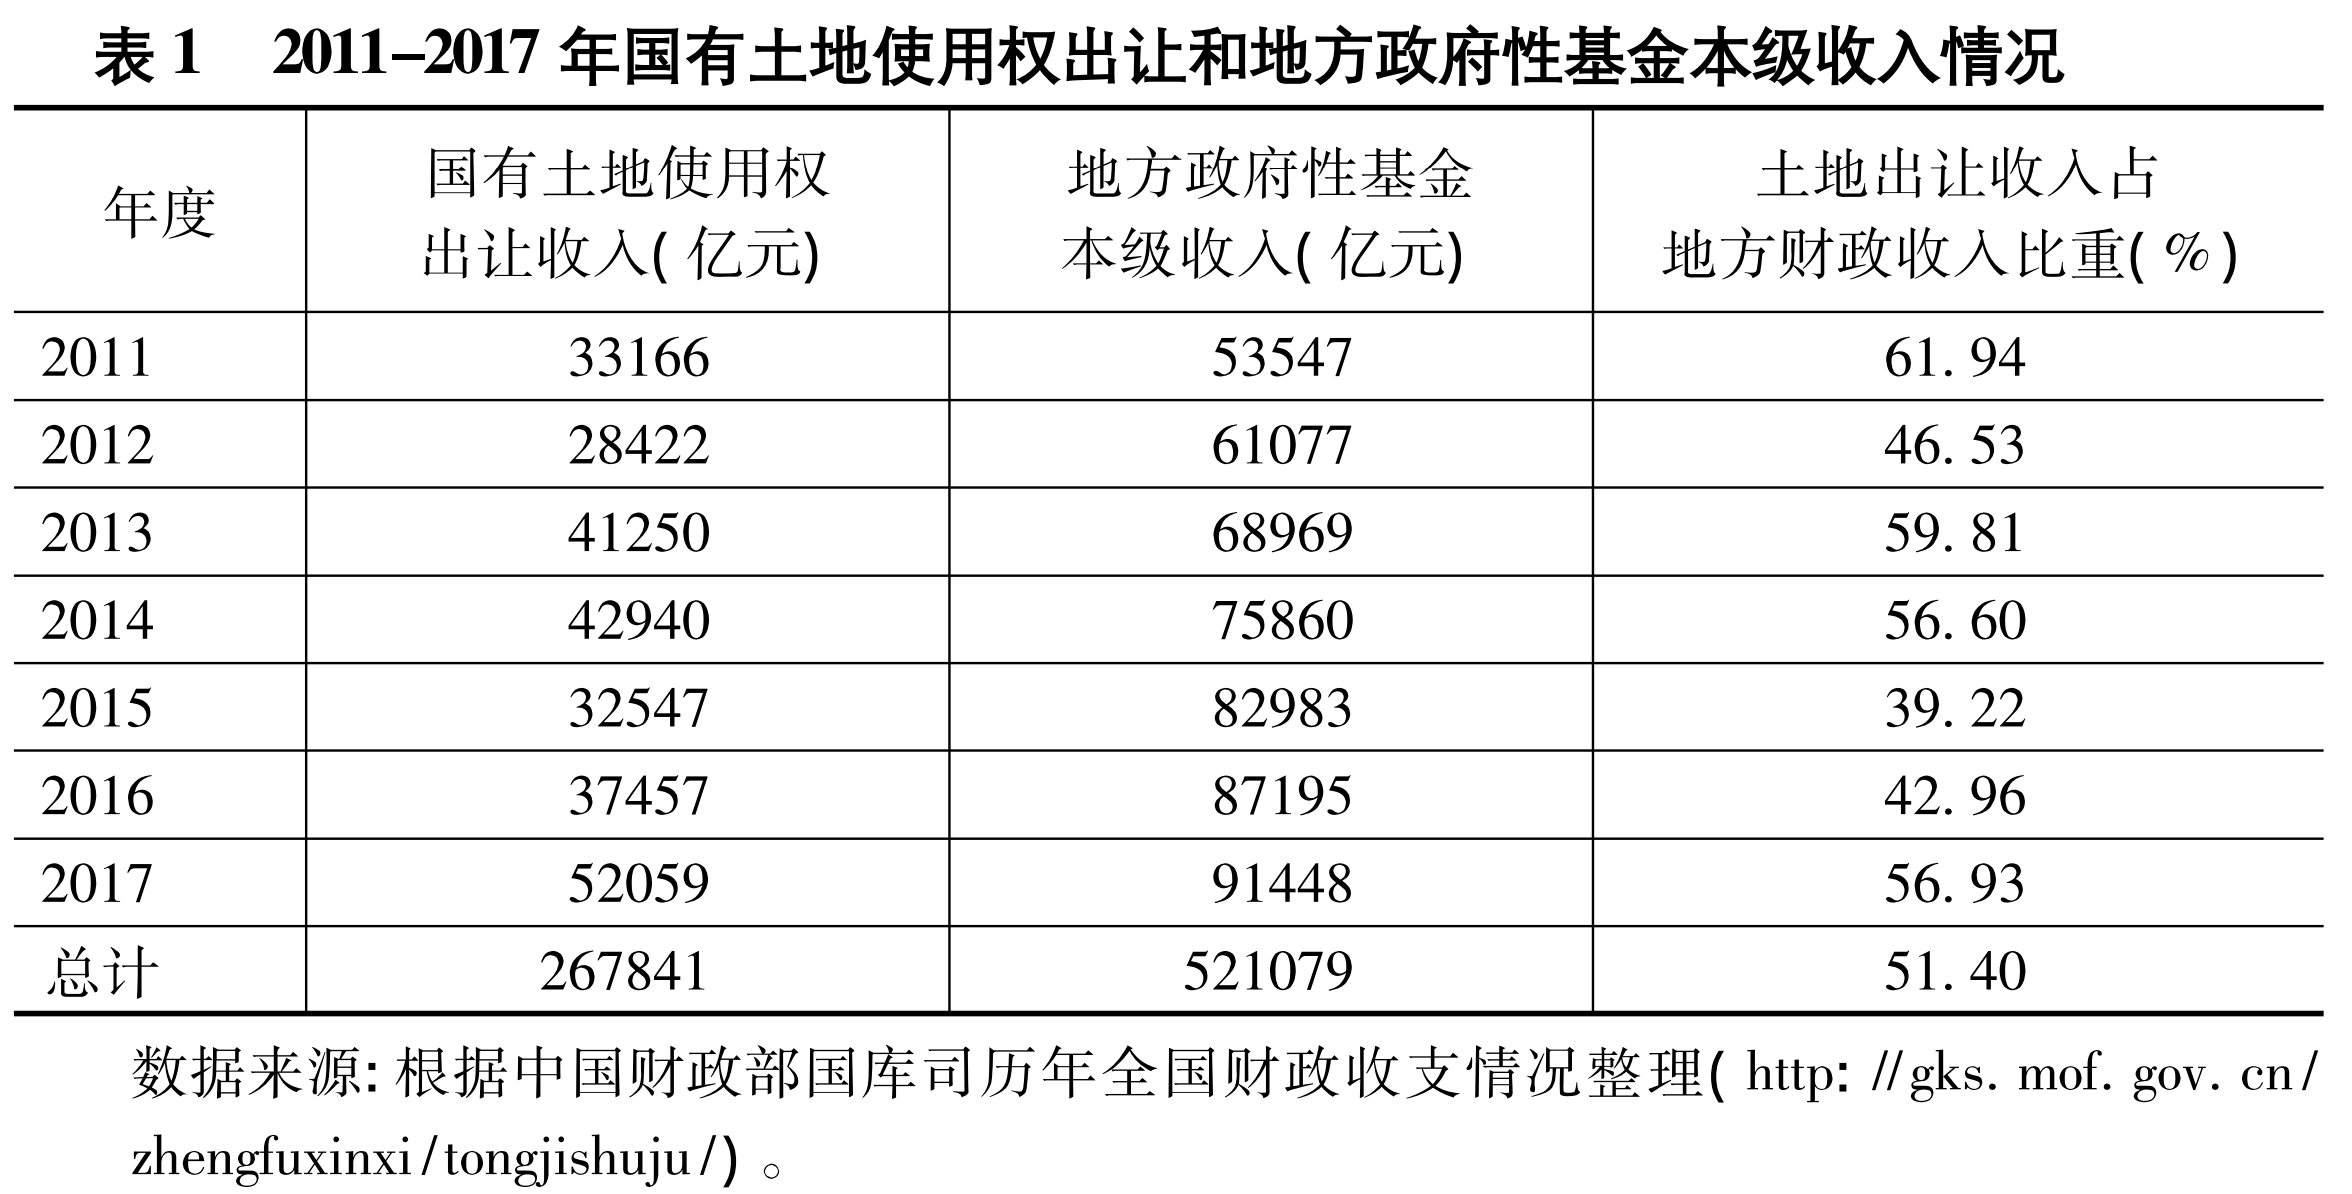 表1 2011-2017年国有土地使用权出让和地方政府性基金本级收入情况
年度 国有土地使用权出让收入(亿元) 地方政府性基金本级收入(亿元) 土地出让收入占地方财政收入比重(%)
2011 33166 53547 61.94
2012 28422 61077 46.53
2013 41250 68969 59.81
2014 42940 75860 56.60
2015 32547 82983 39.22
2016 37457 87195 42.96
2017 52059 91448 56.93
总计 267841 521079 51.40
数据来源:根据中国财政部国库司历年全国财政收支情况整理(http://gks.mof.gov.cn/
zhengfuxinxi/tongjishuju/)。